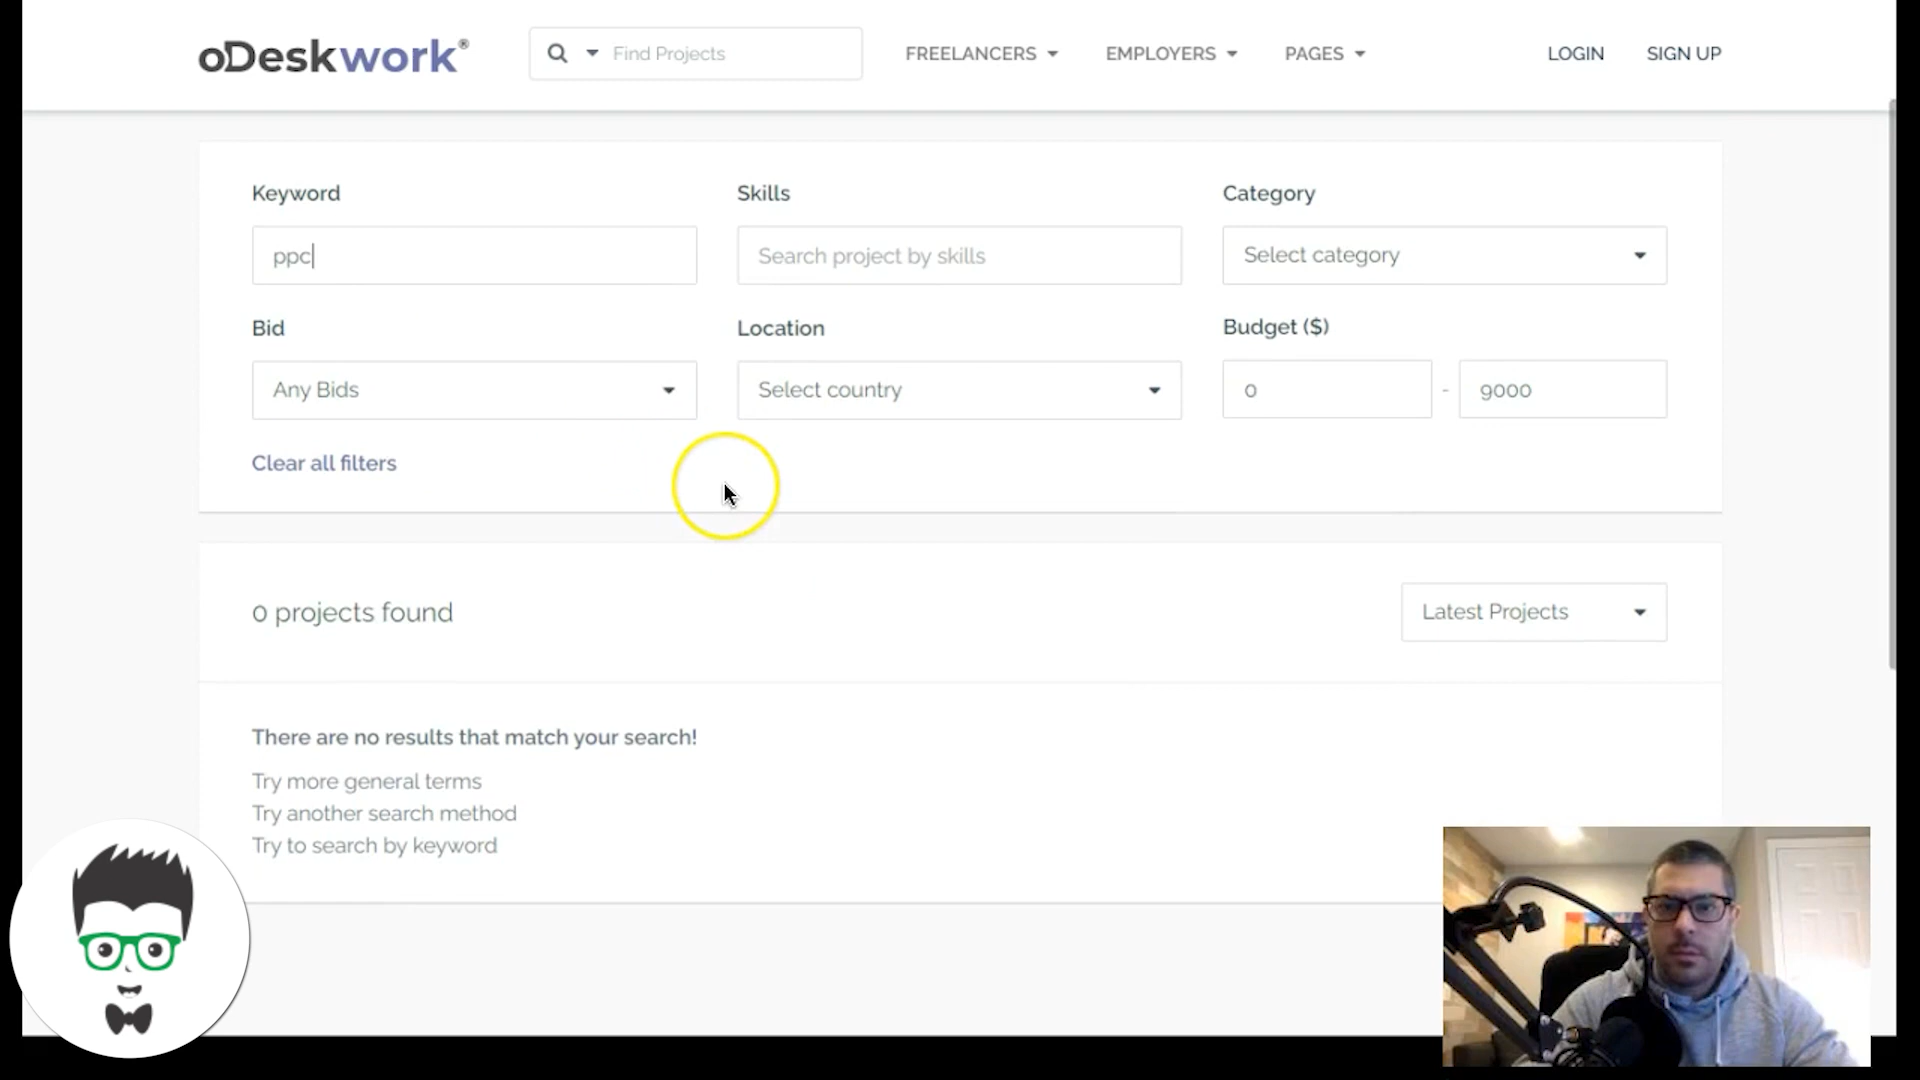 oDeskwork®
Find Projects
FREELANCERS
EMPLOYERS
PAGES
LOGIN
SIGN UP
Keyword
Skills
Category
ppc
Search project by skills
Select category
Bid
Location
Budget ($)
Any Bids
Select country
0 - 9000
Clear all filters
0 projects found
Latest Projects
There are no results that match your search!
Try more general terms
Try another search method
Try to search by keyword